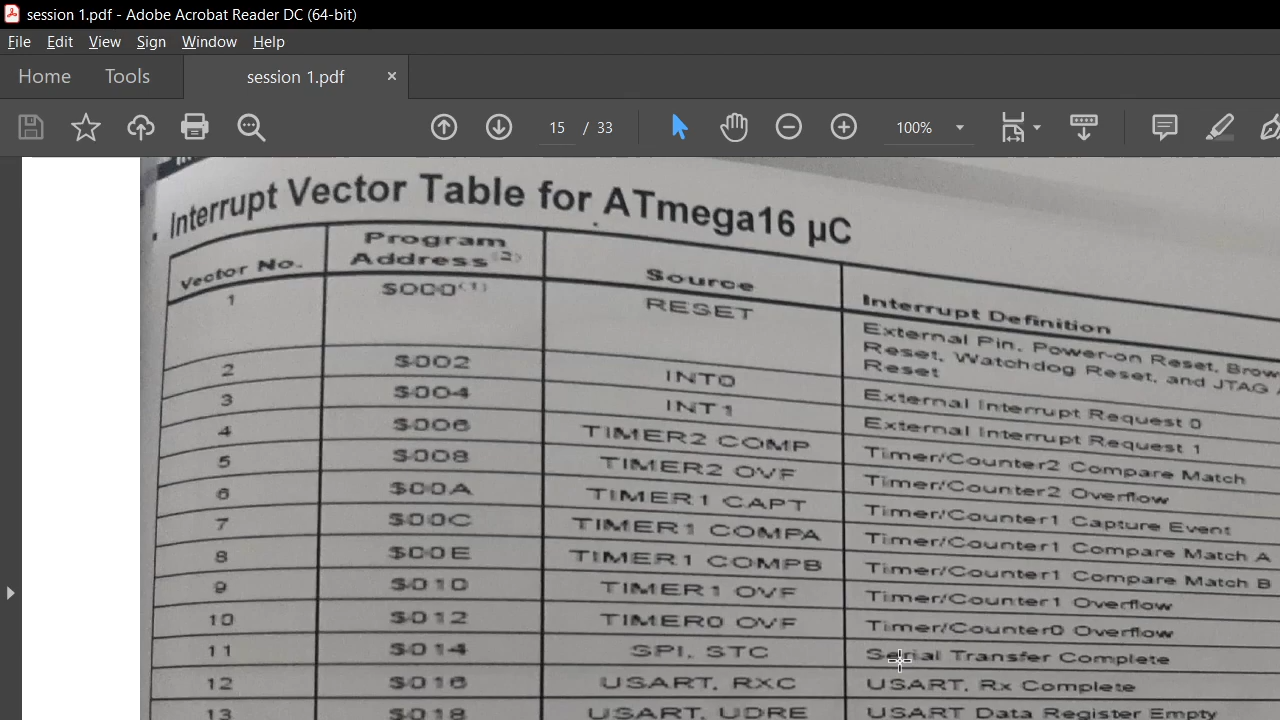 session 1.pdf - Adobe Acrobat Reader DC (64-bit)
File Edit View Sign Window Help
Home Tools session 1.pdf ×
15 / 33 100%
Interrupt Vector Table for ATmega16 µC
Vector No. Program Address(2) Source Interrupt Definition
1 $000(1) RESET External Pin, Power-on Reset,
Reset, Watchdog Reset, and JTAG
Reset
2 $002 INT0 External Interrupt Request 0
3 $004 INT1 External Interrupt Request 1
4 $006 TIMER2 COMP Timer/Counter2 Compare Match
5 $008 TIMER2 OVF Timer/Counter2 Overflow
6 $00A TIMER1 CAPT Timer/Counter1 Capture Event
7 $00C TIMER1 COMPA Timer/Counter1 Compare Match A
8 $00E TIMER1 COMPB Timer/Counter1 Compare Match B
9 $010 TIMER1 OVF Timer/Counter1 Overflow
10 $012 TIMER0 OVF Timer/Counter0 Overflow
11 $014 SPI, STC Serial Transfer Complete
12 $016 USART, RXC USART, Rx Complete
13 $018 USART, UDRE USART Data Register Empty